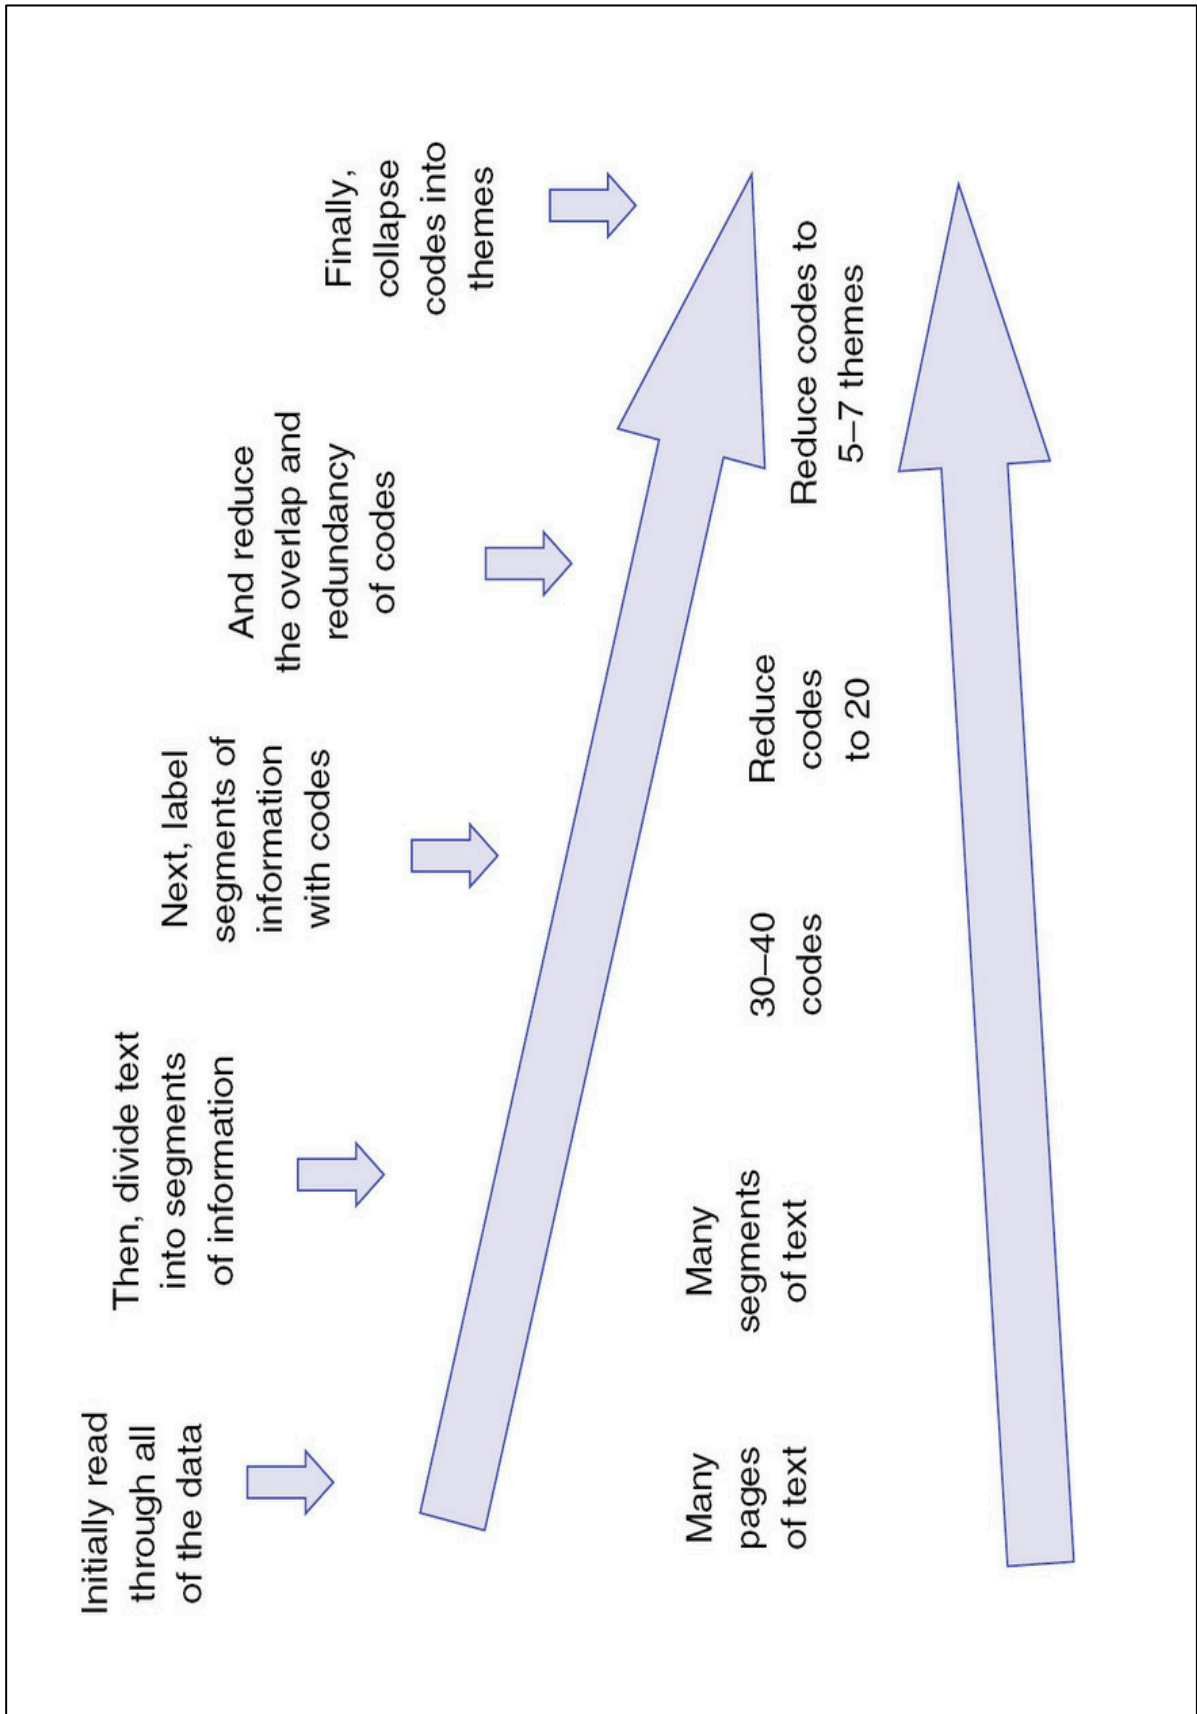 Initially read
through all
of the data
Then, divide text
into segments
of information
Next, label
segments of
information
with codes
And reduce
the overlap and
redundancy
of codes
Finally,
collapse
codes into
themes
Many
pages
of text
Many
segments
of text
30–40
codes
Reduce
codes
to 20
Reduce codes to
5–7 themes